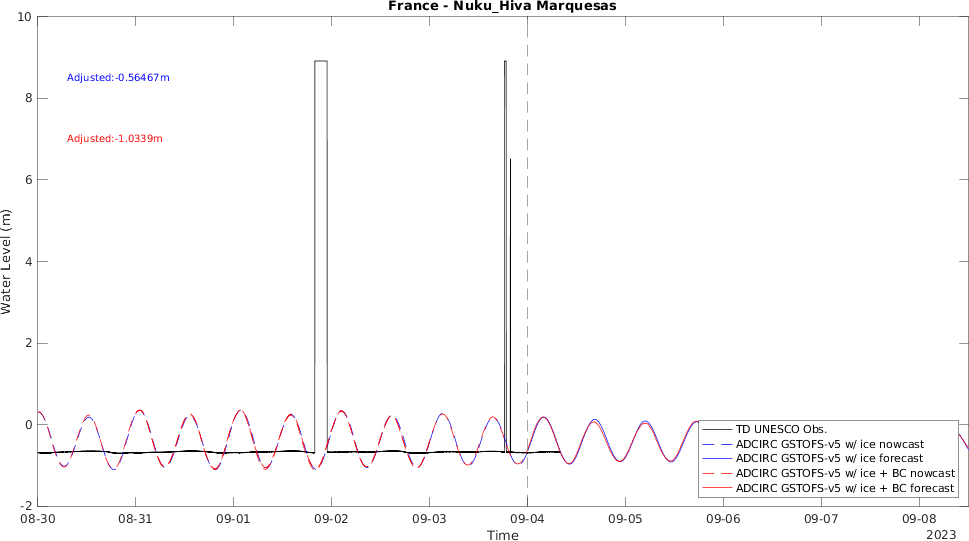 France - Nuku_Hiva Marquesas
10
8
6
4
2
0
-2
Water Level (m)
Adjusted:-0.56467m
Adjusted:-1.0339m
TD UNESCO Obs.
ADCIRC GSTOFS-v5 w/ ice nowcast
ADCIRC GSTOFS-v5 w/ ice forecast
ADCIRC GSTOFS-v5 w/ ice + BC nowcast
ADCIRC GSTOFS-v5 w/ ice + BC forecast
08-30 08-31 09-01 09-02 09-03 09-04 09-05 09-06 09-07 09-08
Time
2023